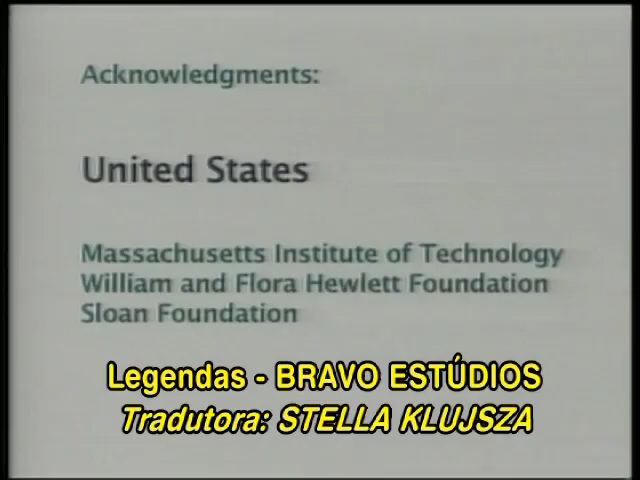 Acknowledgments:
United States
Massachusetts Institute of Technology
William and Flora Hewlett Foundation
Sloan Foundation
Legendas - BRAVO ESTÚDIOS
Tradutora: STELLA KLUJSZA